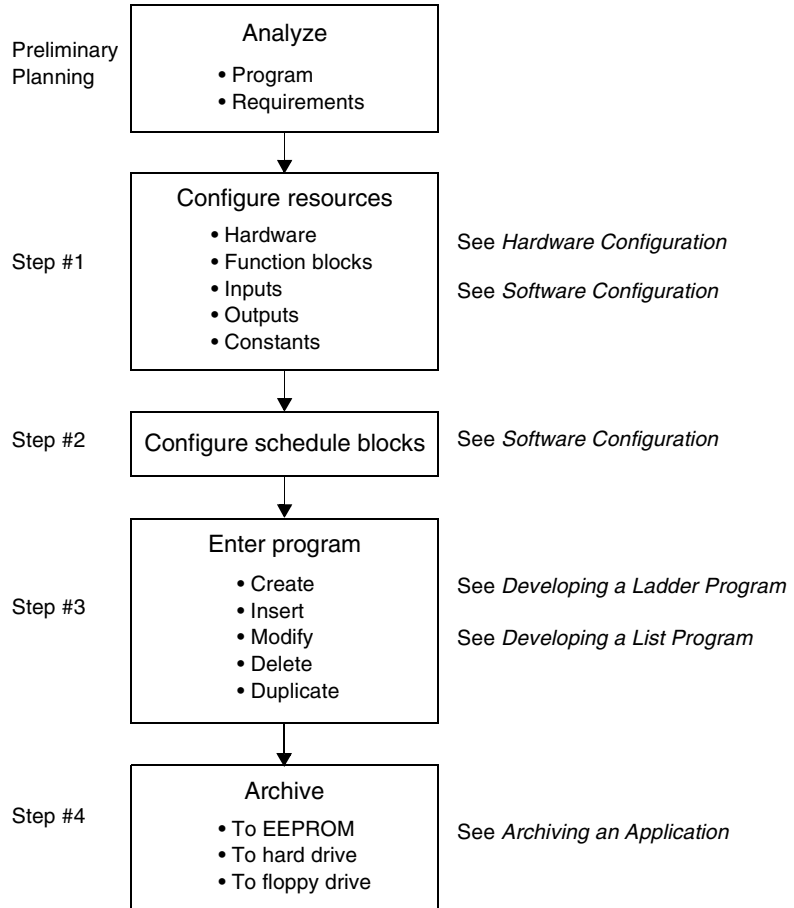 Preliminary
Planning
Analyze
• Program
• Requirements
Step #1
Configure resources
• Hardware
• Function blocks
• Inputs
• Outputs
• Constants
See Hardware Configuration
See Software Configuration
Step #2
Configure schedule blocks
See Software Configuration
Step #3
Enter program
• Create
• Insert
• Modify
• Delete
• Duplicate
See Developing a Ladder Program
See Developing a List Program
Step #4
Archive
• To EEPROM
• To hard drive
• To floppy drive
See Archiving an Application